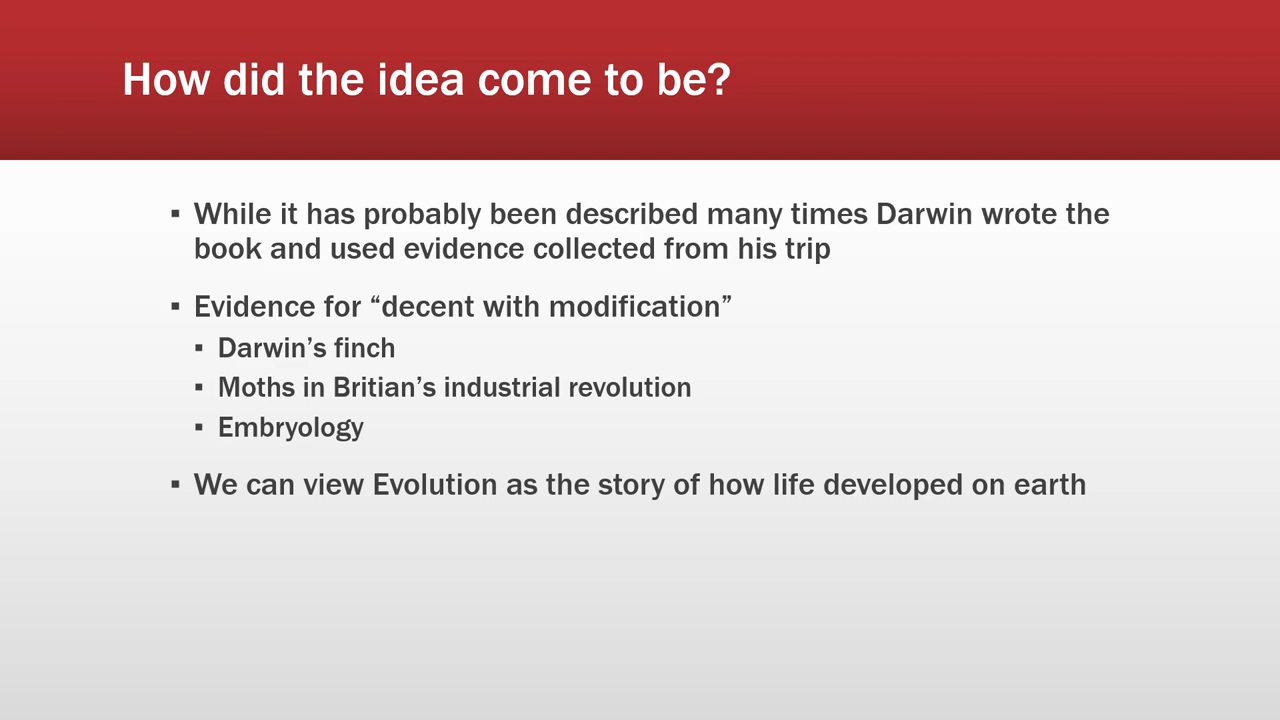 How did the idea come to be?
▪ While it has probably been described many times Darwin wrote the
book and used evidence collected from his trip
▪ Evidence for “decent with modification”
▪ Darwin’s finch
▪ Moths in Britian’s industrial revolution
▪ Embryology
▪ We can view Evolution as the story of how life developed on earth